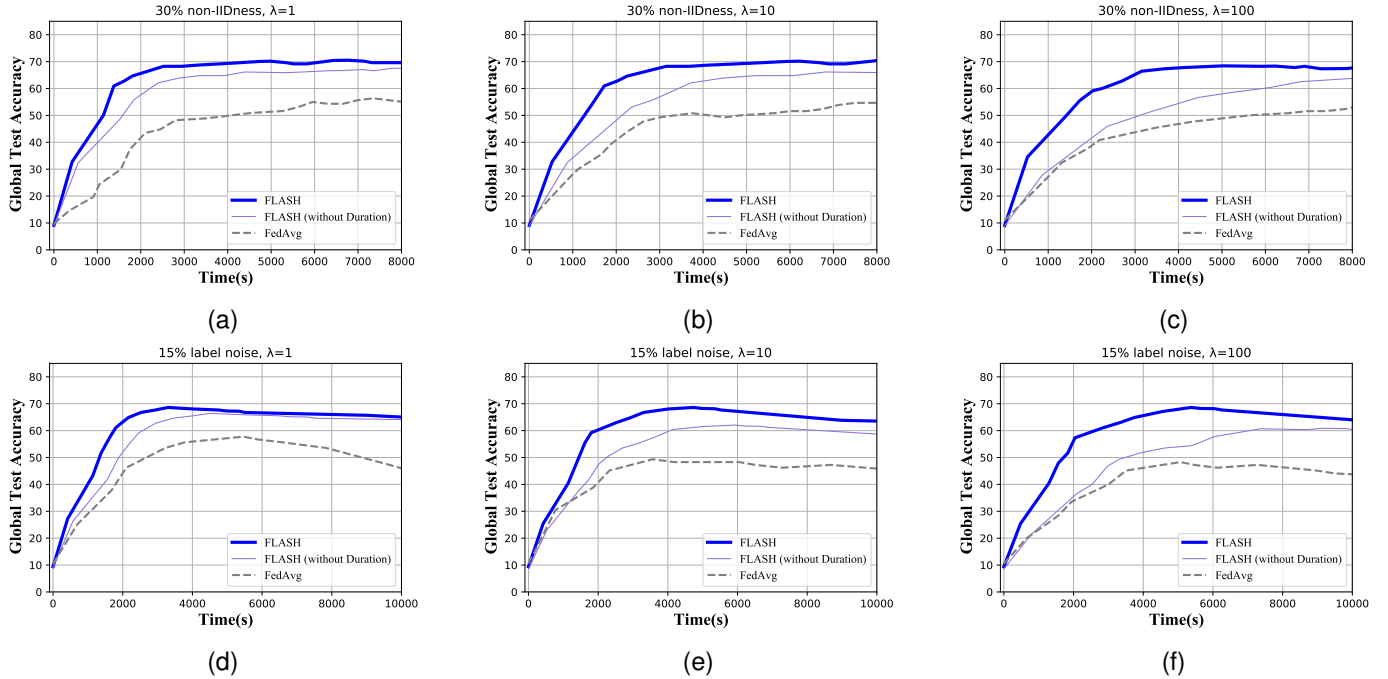 30% non-IIDness, λ=1
Global Test Accuracy
80
70
60
50
40
30
20
10
0
FLASH
FLASH (without Duration)
FedAvg
0 1000 2000 3000 4000 5000 6000 7000 8000
Time(s)
(a)
30% non-IIDness, λ=10
Global Test Accuracy
80
70
60
50
40
30
20
10
0
FLASH
FLASH (without Duration)
FedAvg
0 1000 2000 3000 4000 5000 6000 7000 8000
Time(s)
(b)
30% non-IIDness, λ=100
Global Test Accuracy
80
70
60
50
40
30
20
10
0
FLASH
FLASH (without Duration)
FedAvg
0 1000 2000 3000 4000 5000 6000 7000 8000
Time(s)
(c)
15% label noise, λ=1
Global Test Accuracy
80
70
60
50
40
30
20
10
0
FLASH
FLASH (without Duration)
FedAvg
0 2000 4000 6000 8000 10000
Time(s)
(d)
15% label noise, λ=10
Global Test Accuracy
80
70
60
50
40
30
20
10
0
FLASH
FLASH (without Duration)
FedAvg
0 2000 4000 6000 8000 10000
Time(s)
(e)
15% label noise, λ=100
Global Test Accuracy
80
70
60
50
40
30
20
10
0
FLASH
FLASH (without Duration)
FedAvg
0 2000 4000 6000 8000 10000
Time(s)
(f)